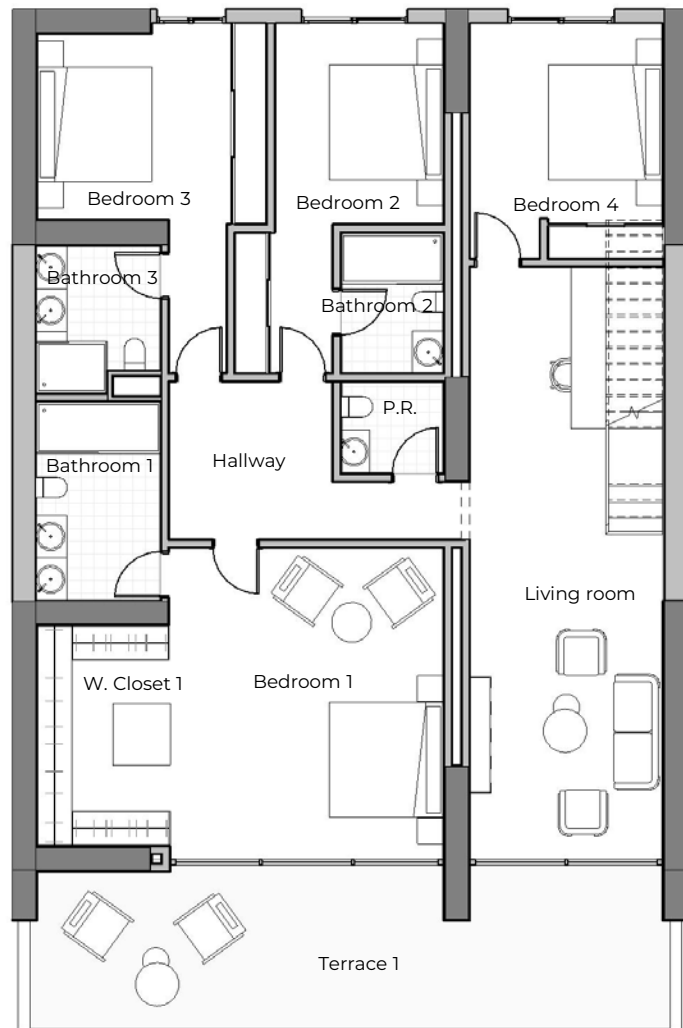 Bedroom 3
Bedroom 2
Bedroom 4
Bathroom 3
Bathroom 2
P.R.
Hallway
Bathroom 1
Living room
W. Closet 1
Bedroom 1
Terrace 1